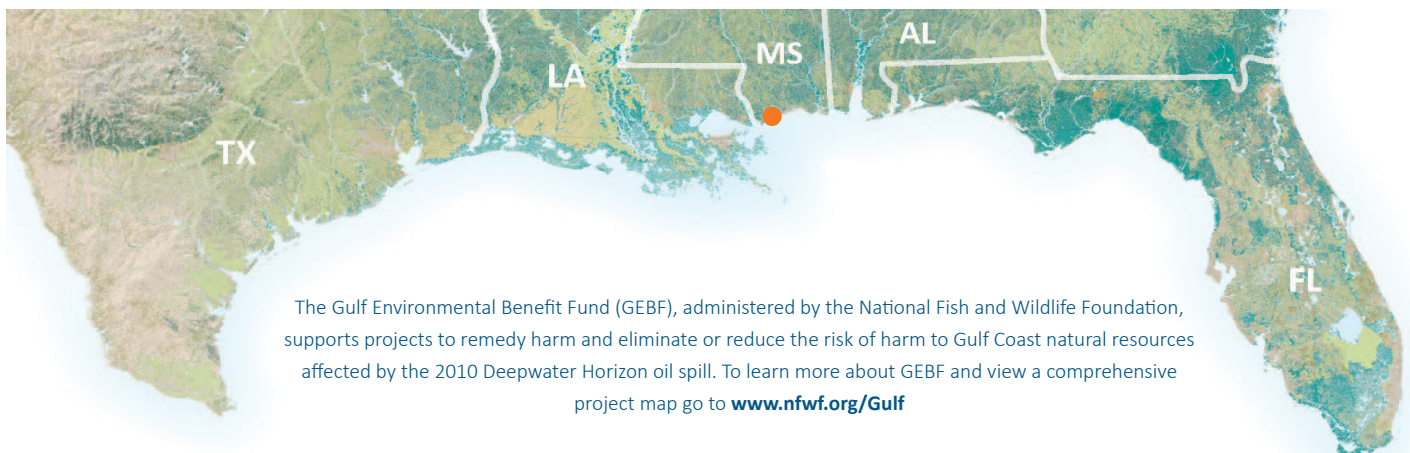 AL
MS
LA
TX
FL
The Gulf Environmental Benefit Fund (GEBF), administered by the National Fish and Wildlife Foundation,
supports projects to remedy harm and eliminate or reduce the risk of harm to Gulf Coast natural resources
affected by the 2010 Deepwater Horizon oil spill. To learn more about GEBF and view a comprehensive
project map go to www.nfwf.org/Gulf